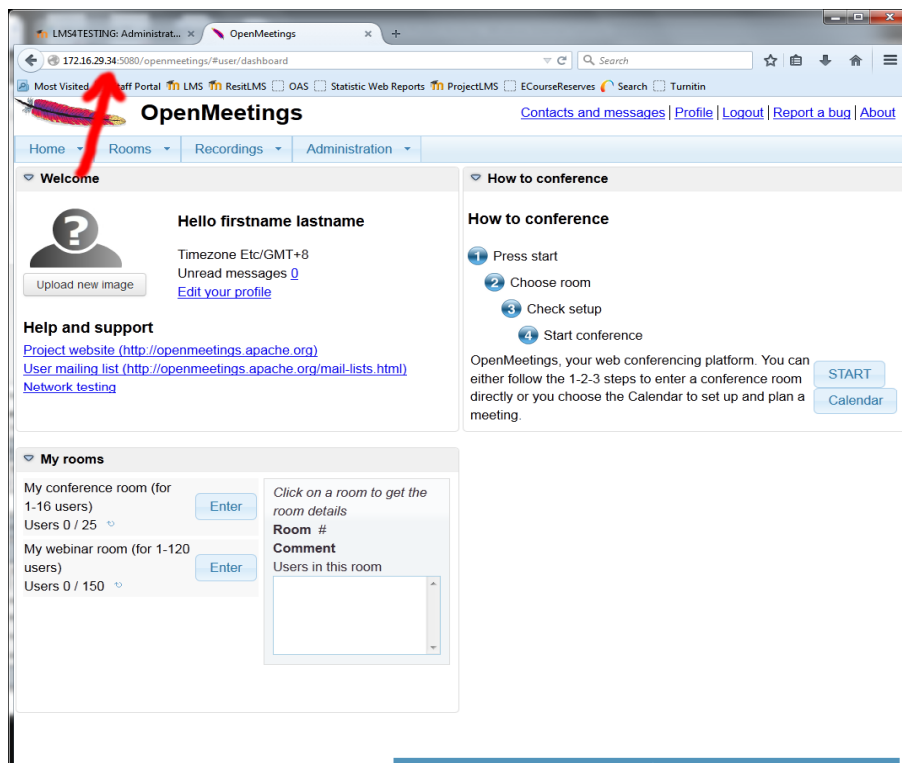 LMS4TESTING: Administrat... × OpenMeetings × +
172.16.29.34:5080/openmeetings/#user/dashboard Search
Most Visited Staff Portal LMS ResitLMS OAS Statistic Web Reports ProjectLMS ECourseReserves Search Turnitin
OpenMeetings
Contacts and messages | Profile | Logout | Report a bug | About
Home Rooms Recordings Administration
Welcome
Hello firstname lastname
Timezone Etc/GMT+8
Unread messages 0
Edit your profile
Upload new image
Help and support
Project website (http://openmeetings.apache.org)
User mailing list (http://openmeetings.apache.org/mail-lists.html)
Network testing
How to conference
How to conference
1 Press start
2 Choose room
3 Check setup
4 Start conference
OpenMeetings, your web conferencing platform. You can
either follow the 1-2-3 steps to enter a conference room
directly or you choose the Calendar to set up and plan a
meeting.
START
Calendar
My rooms
My conference room (for
1-16 users)
Users 0 / 25
Enter
My webinar room (for 1-120
users)
Users 0 / 150
Enter
Click on a room to get the
room details
Room #
Comment
Users in this room